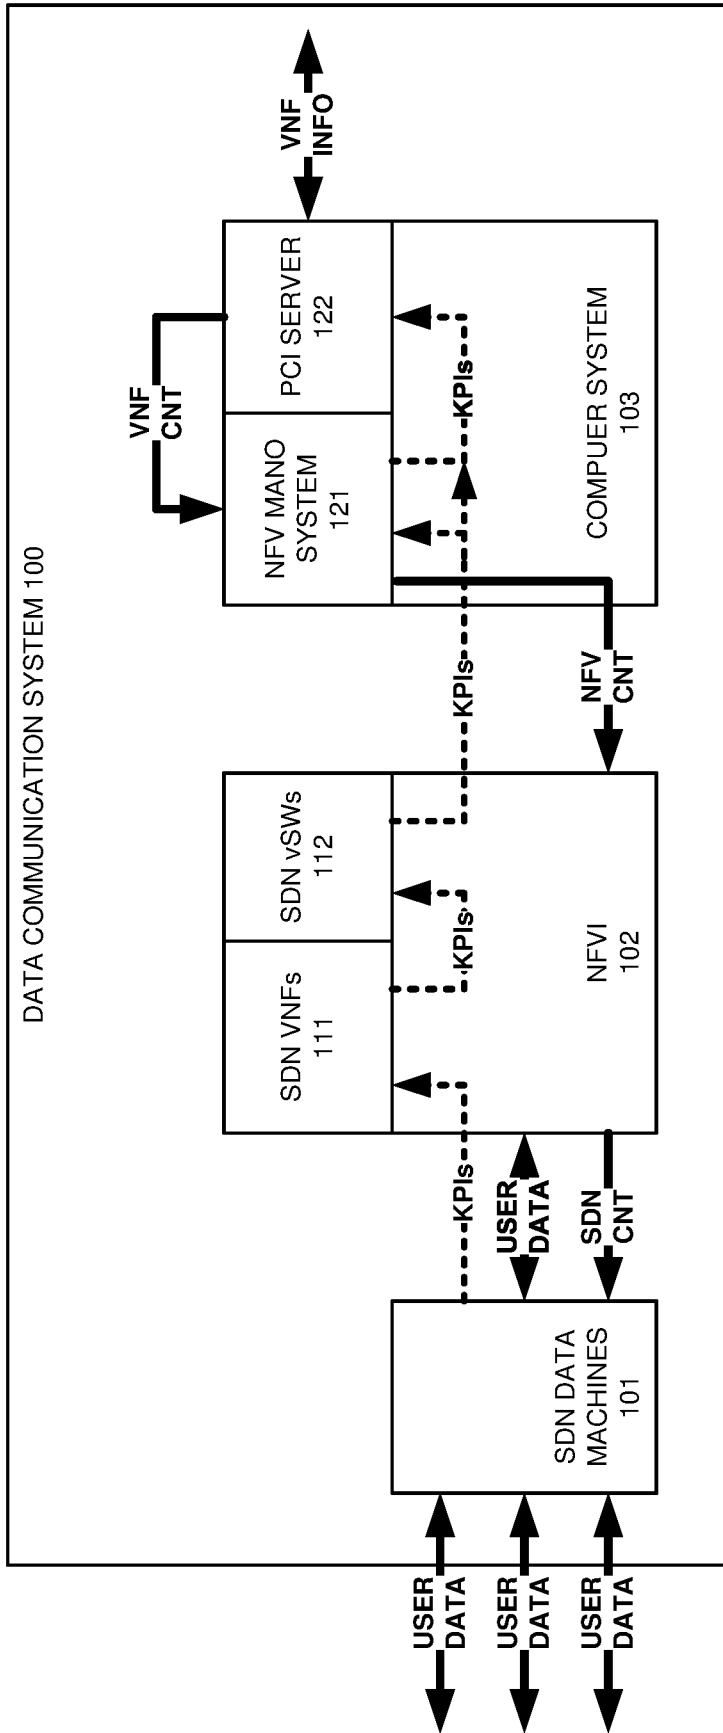 DATA COMMUNICATION SYSTEM 100
USER
DATA
USER
DATA
USER
DATA
SDN DATA
MACHINES
101
KPIs
USER
DATA
SDN
CNT
SDN VNFs
111
SDN vSWs
112
KPIs
NFVI
102
KPIs
NFV
CNT
VNF
CNT
NFV MANO
SYSTEM
121
PCI SERVER
122
KPIs
COMPUER SYSTEM
103
VNF
INFO